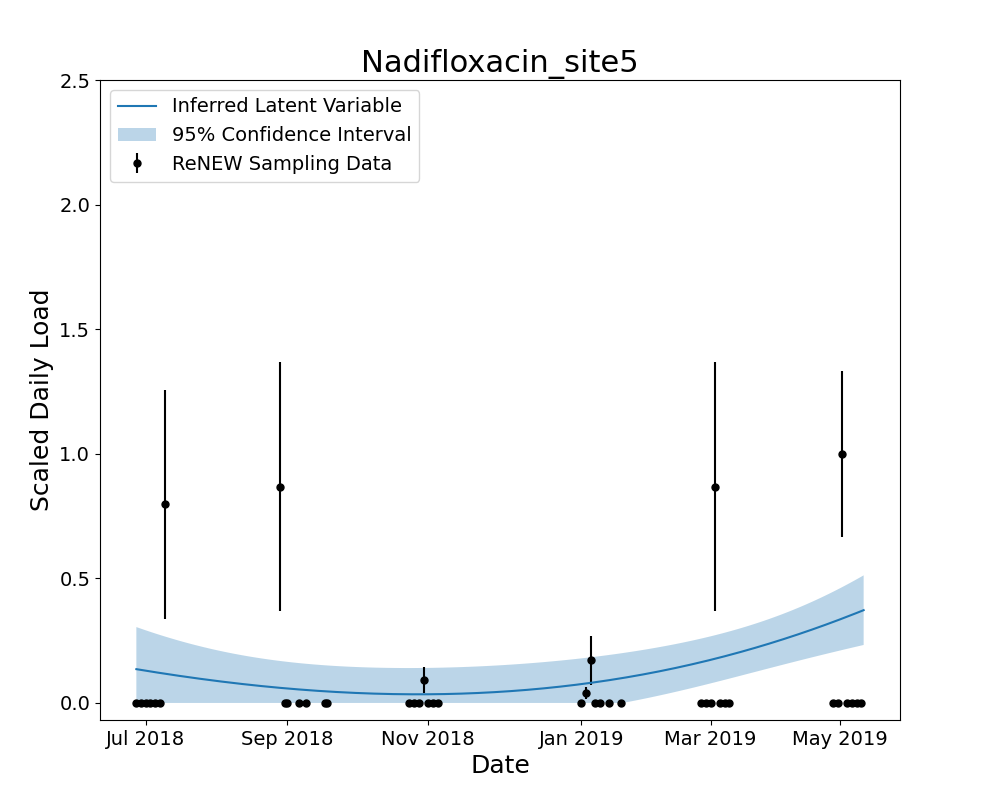 Nadifloxacin_site5
2.5
2.0
1.5
1.0
0.5
0.0
Scaled Daily Load
Inferred Latent Variable
95% Confidence Interval
ReNEW Sampling Data
Jul 2018 Sep 2018 Nov 2018 Jan 2019 Mar 2019 May 2019
Date